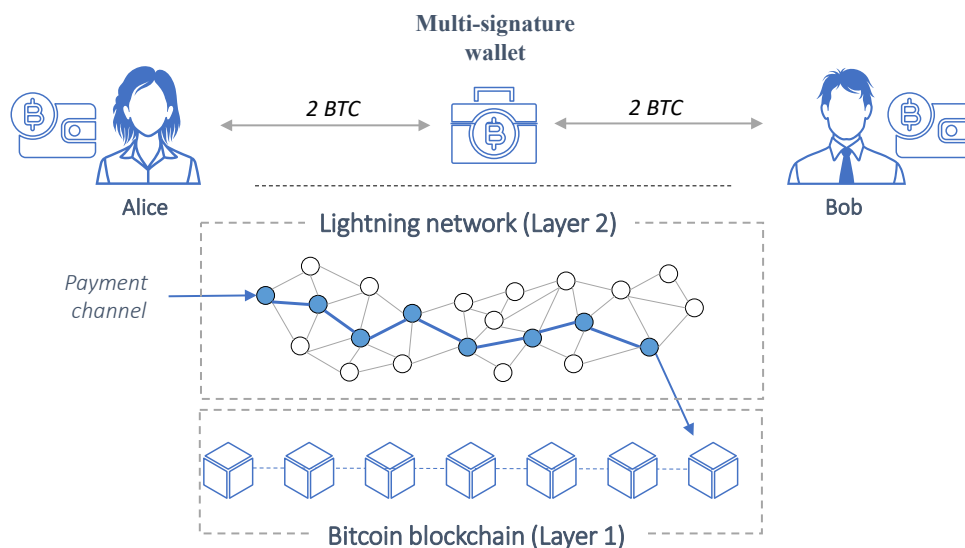 Multi-signature
wallet
2 BTC
2 BTC
Alice
Bob
Lightning network (Layer 2)
Payment
channel
Bitcoin blockchain (Layer 1)